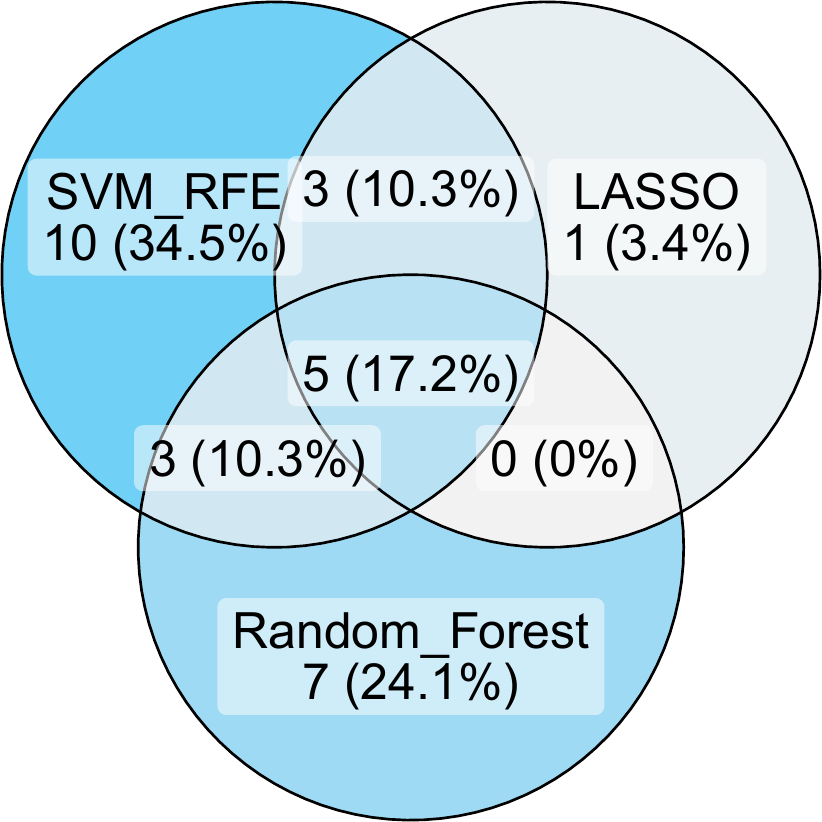 SVM_RFE
10 (34.5%)
3 (10.3%)
LASSO
1 (3.4%)
5 (17.2%)
3 (10.3%)
0 (0%)
Random_Forest
7 (24.1%)